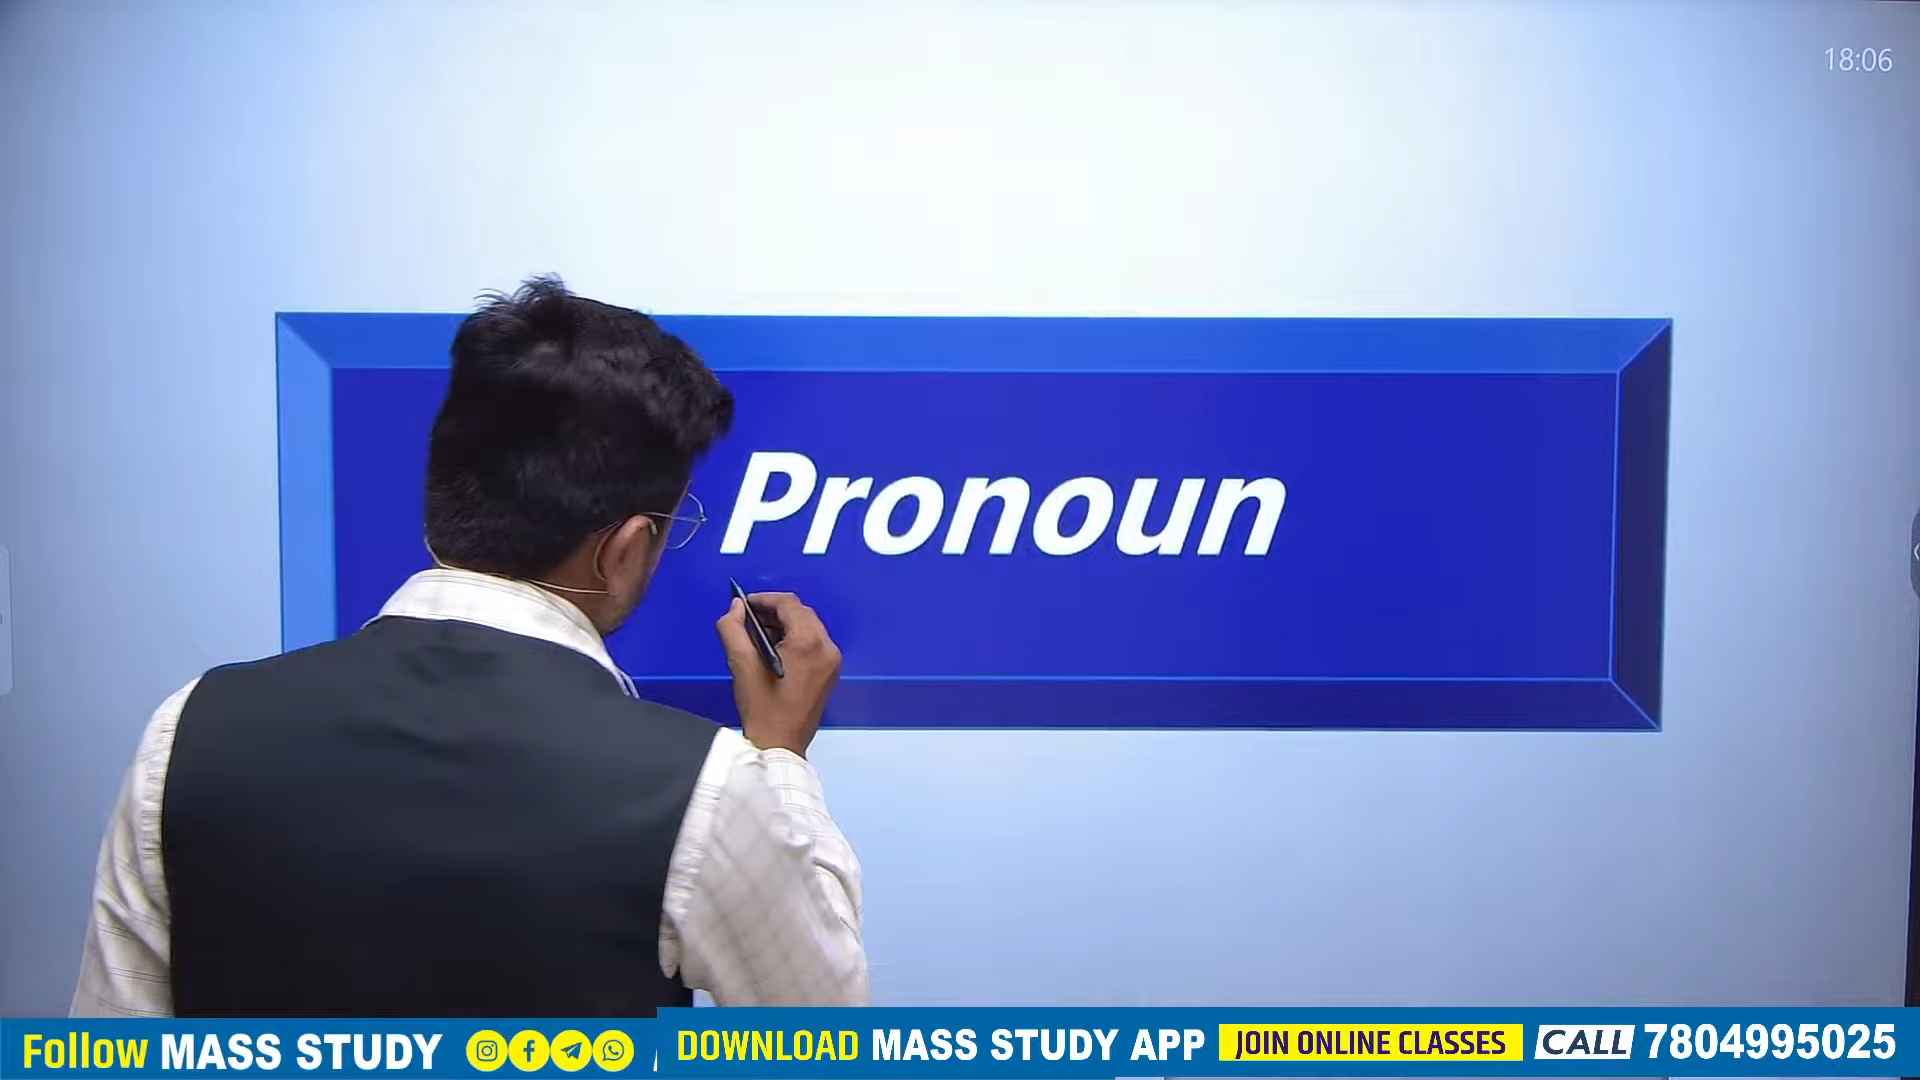 18:06
Pronoun
Follow MASS STUDY
DOWNLOAD MASS STUDY APP JOIN ONLINE CLASSES CALL 7804995025